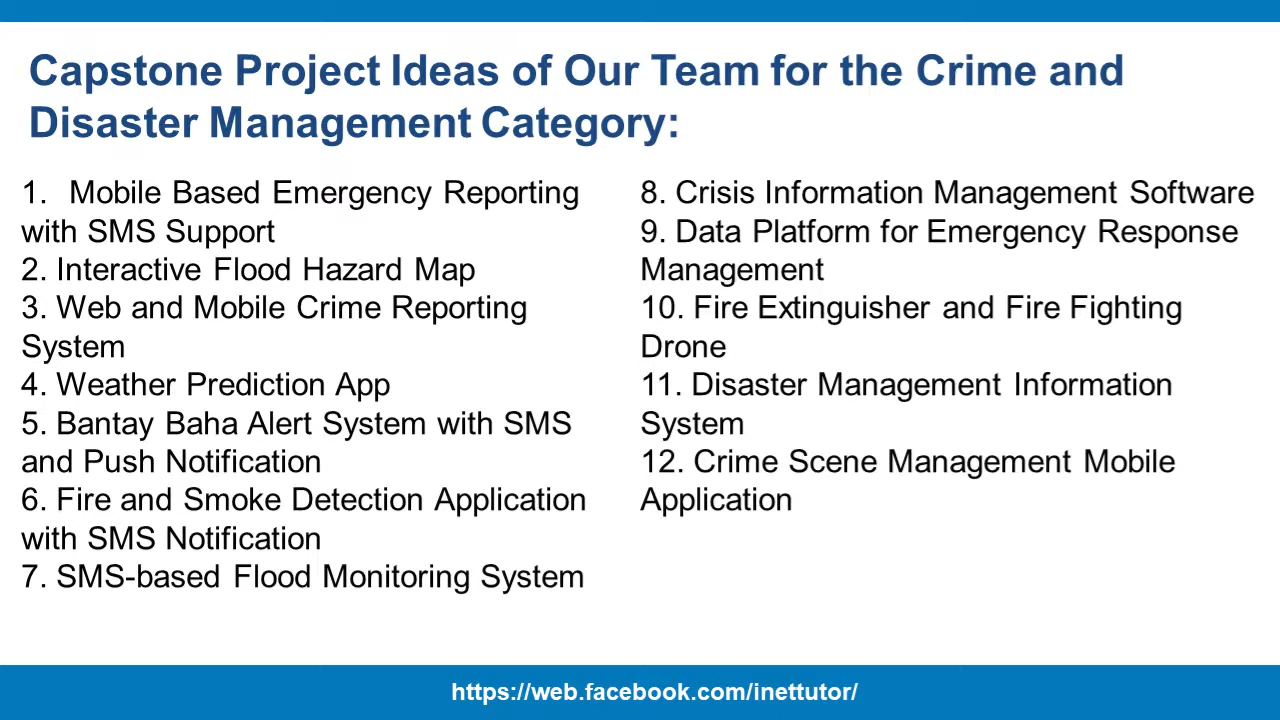 Capstone Project Ideas of Our Team for the Crime and
Disaster Management Category:
1. Mobile Based Emergency Reporting
with SMS Support
2. Interactive Flood Hazard Map
3. Web and Mobile Crime Reporting
System
4. Weather Prediction App
5. Bantay Baha Alert System with SMS
and Push Notification
6. Fire and Smoke Detection Application
with SMS Notification
7. SMS-based Flood Monitoring System
8. Crisis Information Management Software
9. Data Platform for Emergency Response
Management
10. Fire Extinguisher and Fire Fighting
Drone
11. Disaster Management Information
System
12. Crime Scene Management Mobile
Application
https://web.facebook.com/inettutor/